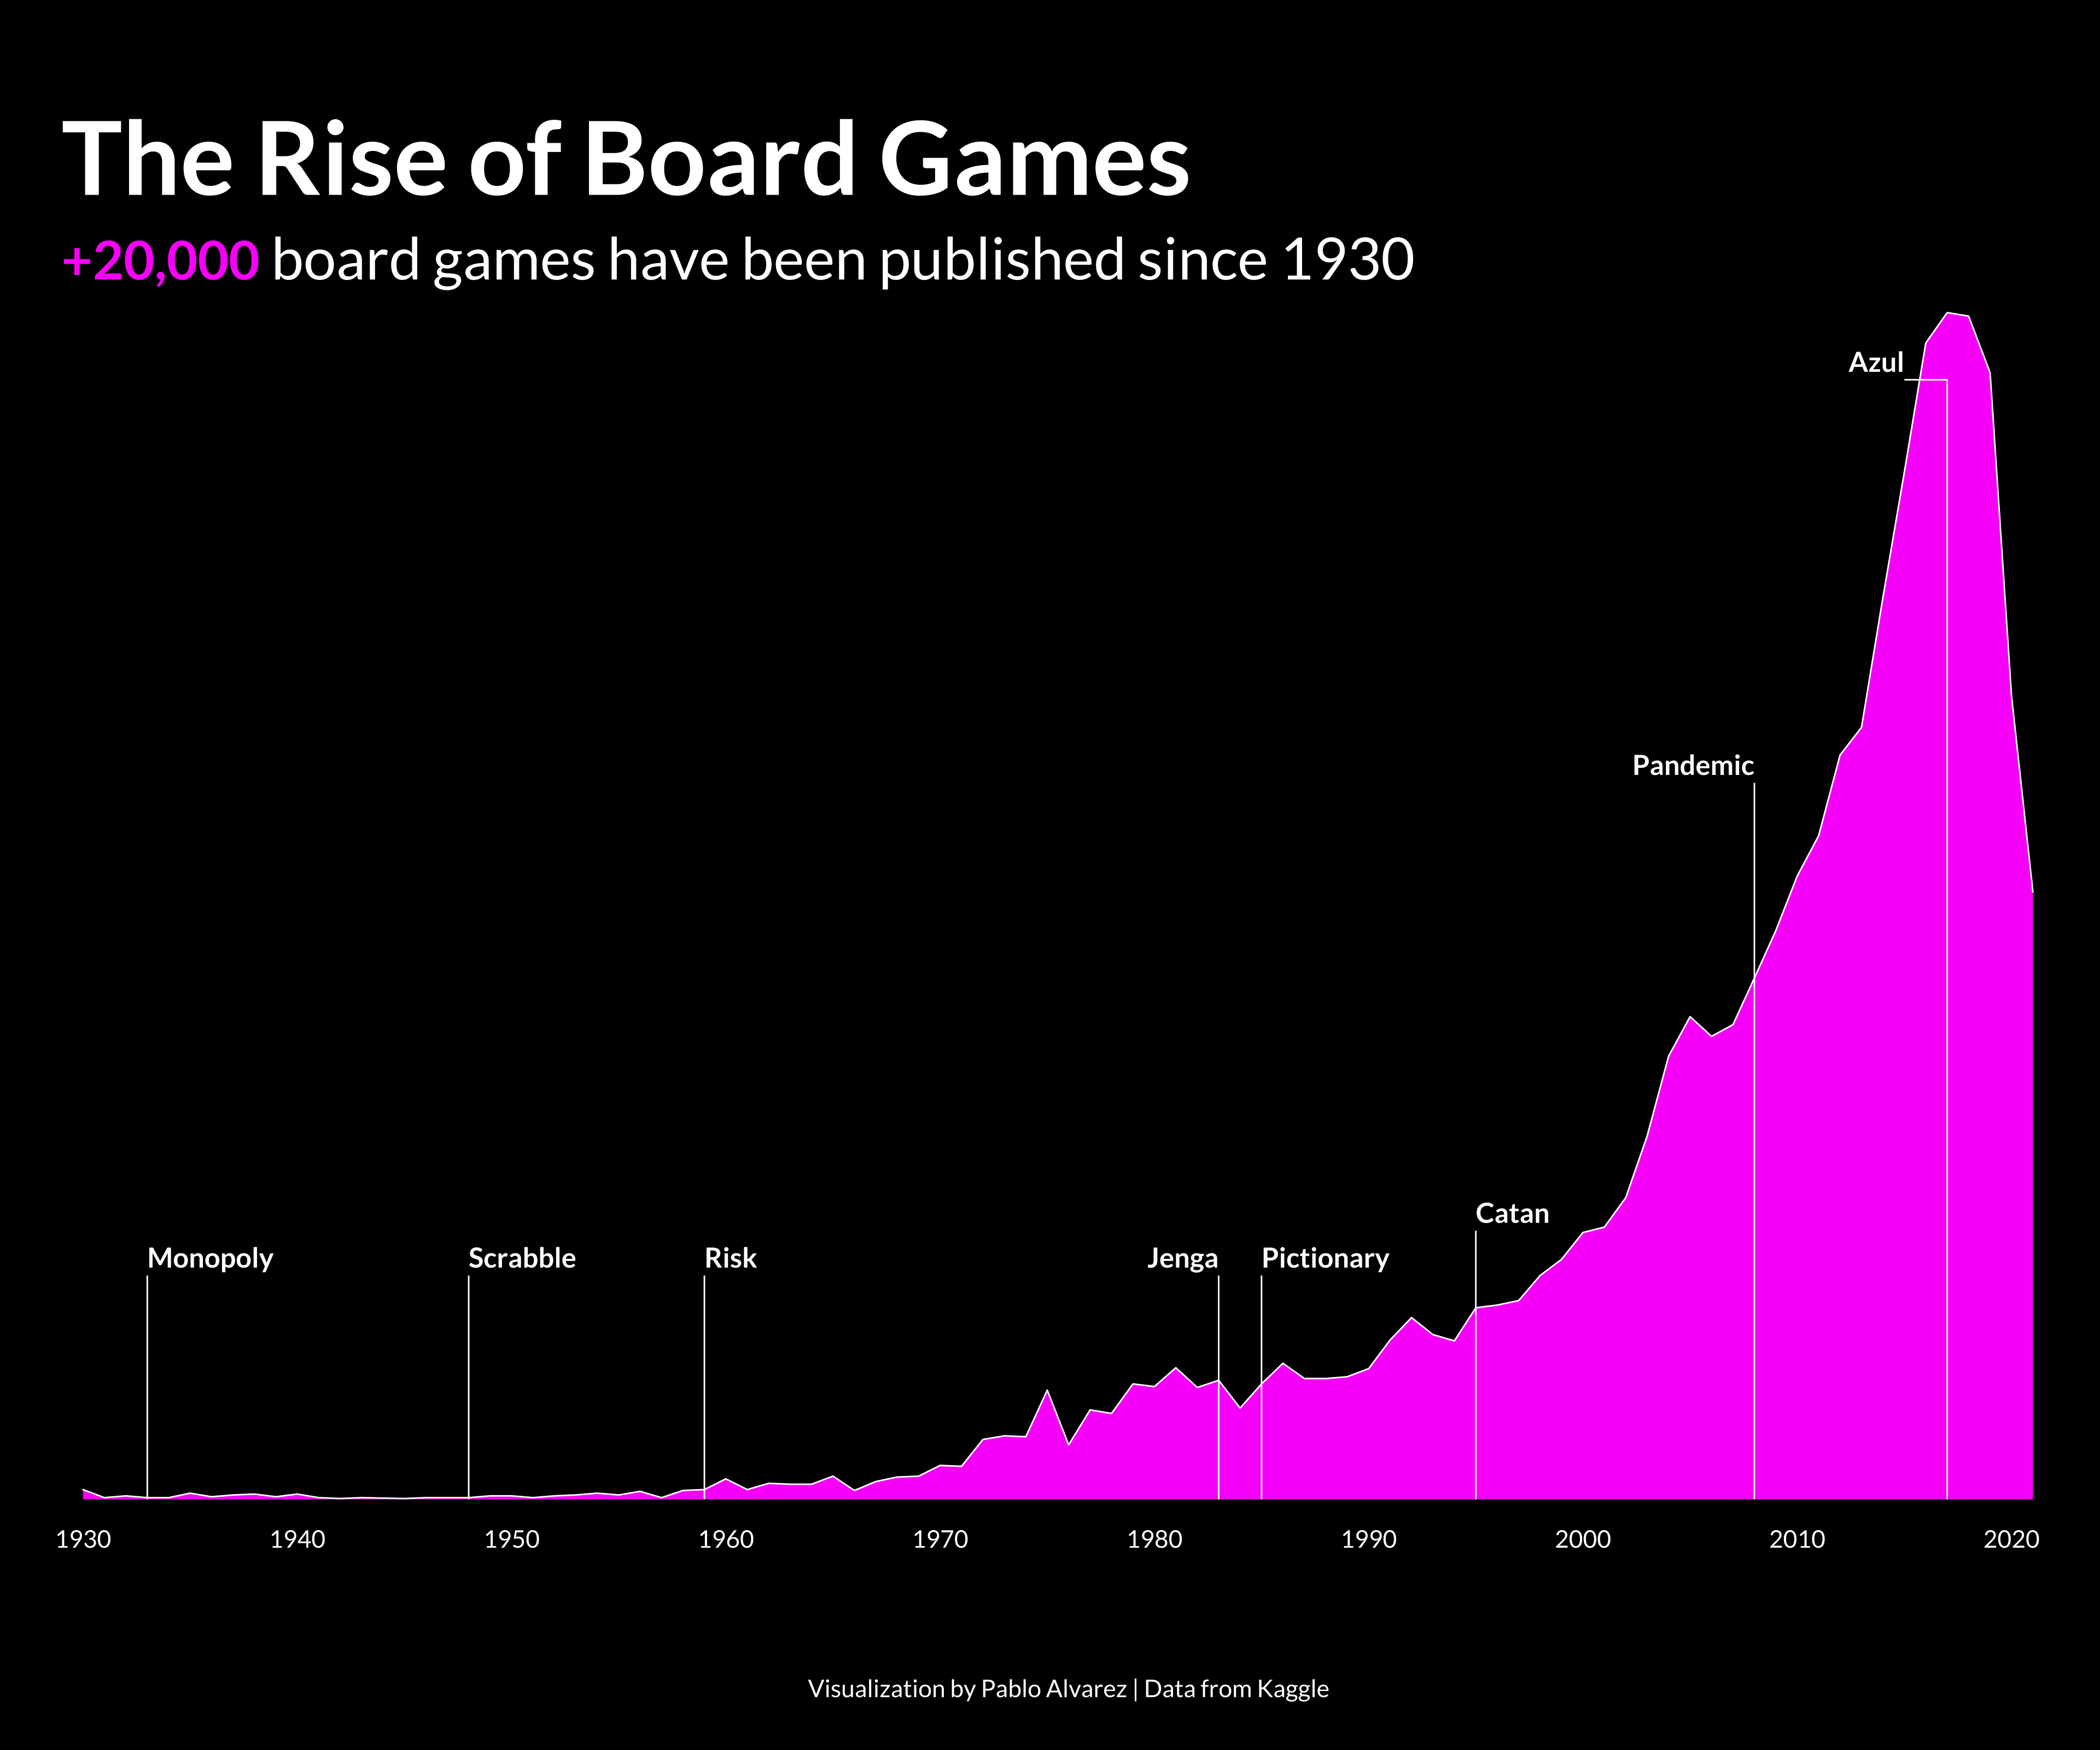 The Rise of Board Games
+20,000 board games have been published since 1930
Azul
Pandemic
Catan
Monopoly
Scrabble
Risk
Jenga
Pictionary
1930
1940
1950
1960
1970
1980
1990
2000
2010
2020
Visualization by Pablo Alvarez | Data from Kaggle